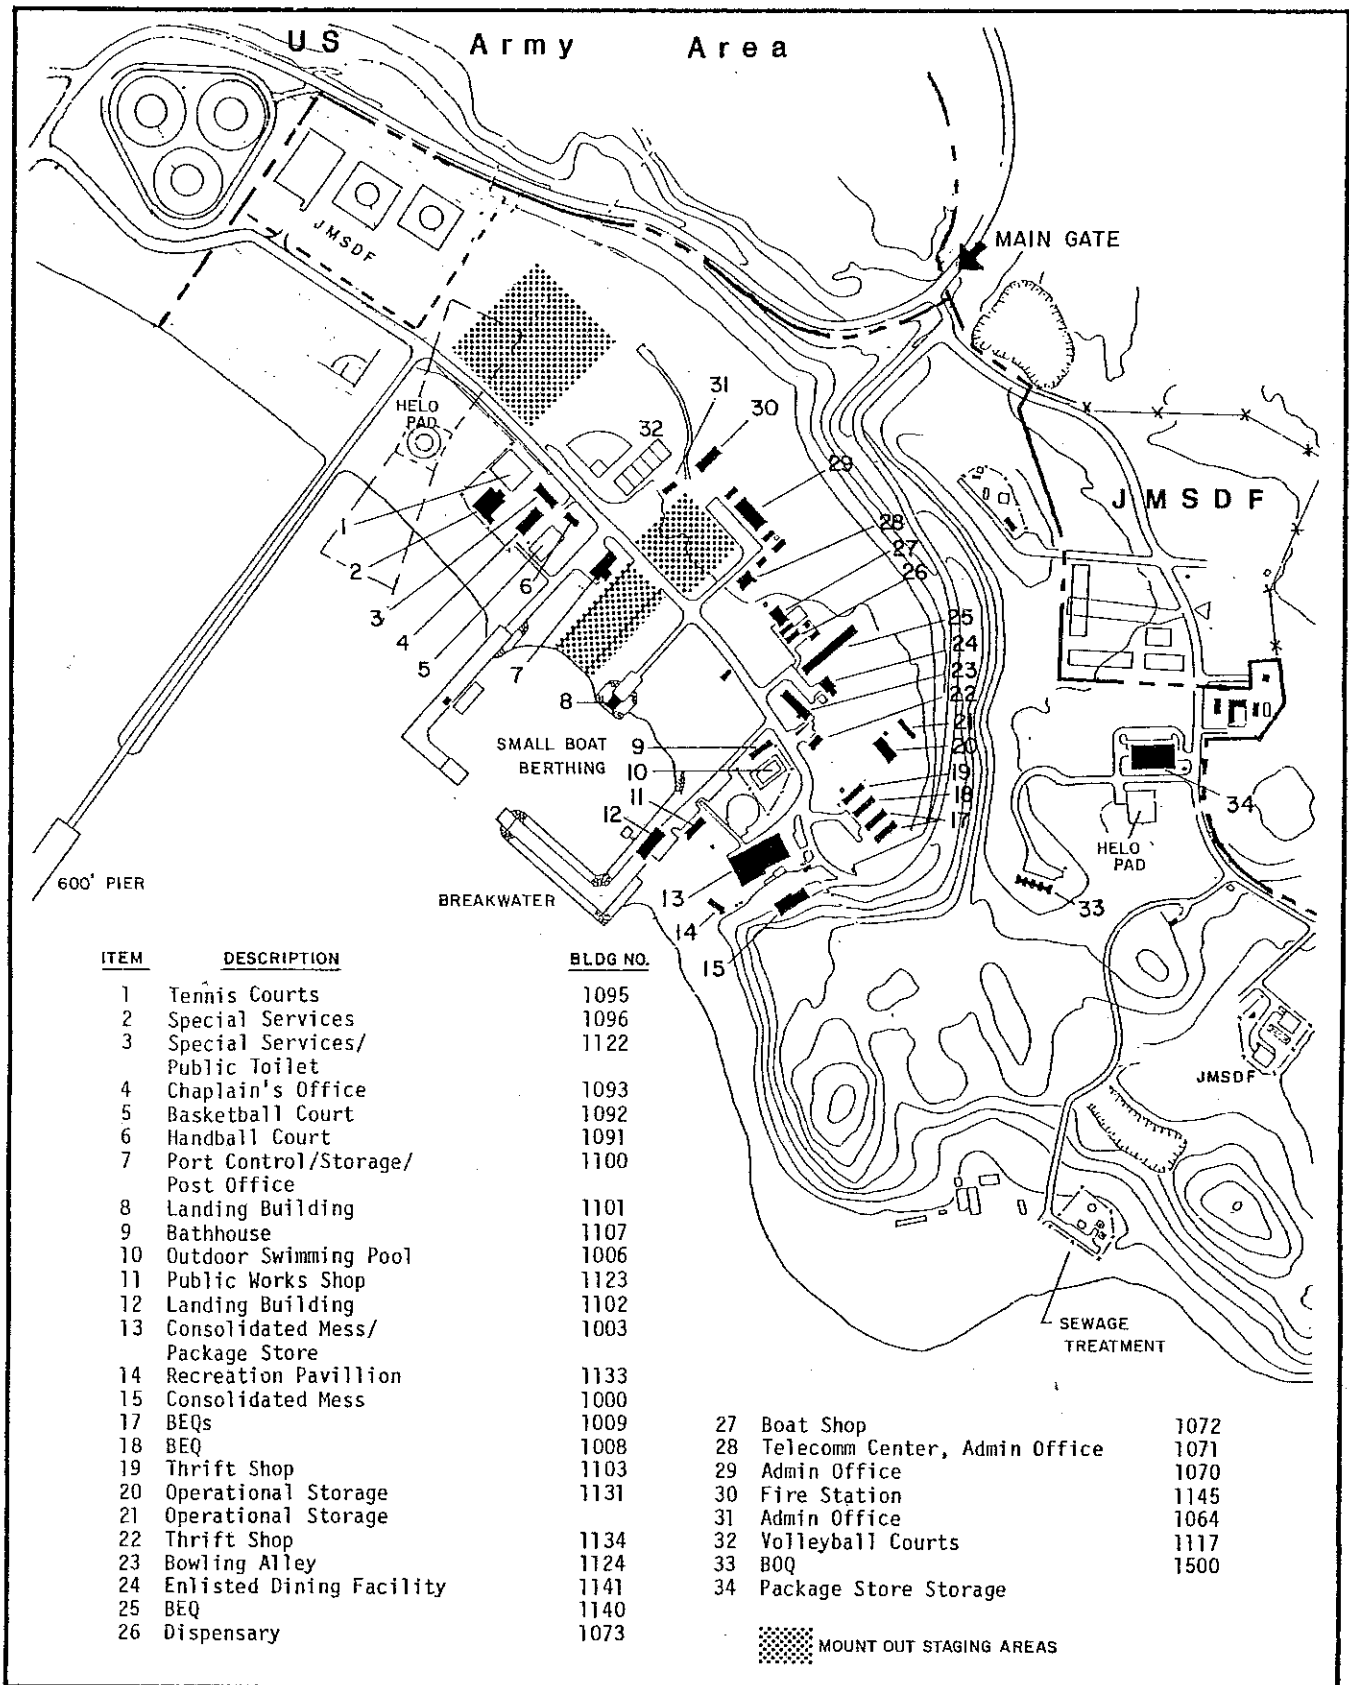 US Army Area
MAIN GATE
JMSDF
HELO
PAD
31
30
32
29
JMSDF
28
27
26
1
2
3
4
5
6
7
25
24
23
22
8
21
20
SMALL BOAT
BERTHING
9
10
11
12
19
18
17
34
HELO
PAD
600' PIER
BREAKWATER
13
14
15
33
JMSDF
SEWAGE
TREATMENT
ITEM DESCRIPTION BLDG NO.
1 Tennis Courts 1095
2 Special Services 1096
3 Special Services/ 1122
Public Toilet
4 Chaplain's Office 1093
5 Basketball Court 1092
6 Handball Court 1091
7 Port Control/Storage/ 1100
Post Office
8 Landing Building 1101
9 Bathhouse 1107
10 Outdoor Swimming Pool 1006
11 Public Works Shop 1123
12 Landing Building 1102
13 Consolidated Mess/ 1003
Package Store
14 Recreation Pavillion 1133
15 Consolidated Mess 1000
17 BEQs 1009
18 BEQ 1008
19 Thrift Shop 1103
20 Operational Storage 1131
21 Operational Storage
22 Thrift Shop 1134
23 Bowling Alley 1124
24 Enlisted Dining Facility 1141
25 BEQ 1140
26 Dispensary 1073
27 Boat Shop 1072
28 Telecomm Center, Admin Office 1071
29 Admin Office 1070
30 Fire Station 1145
31 Admin Office 1064
32 Volleyball Courts 1117
33 BOQ 1500
34 Package Store Storage
MOUNT OUT STAGING AREAS